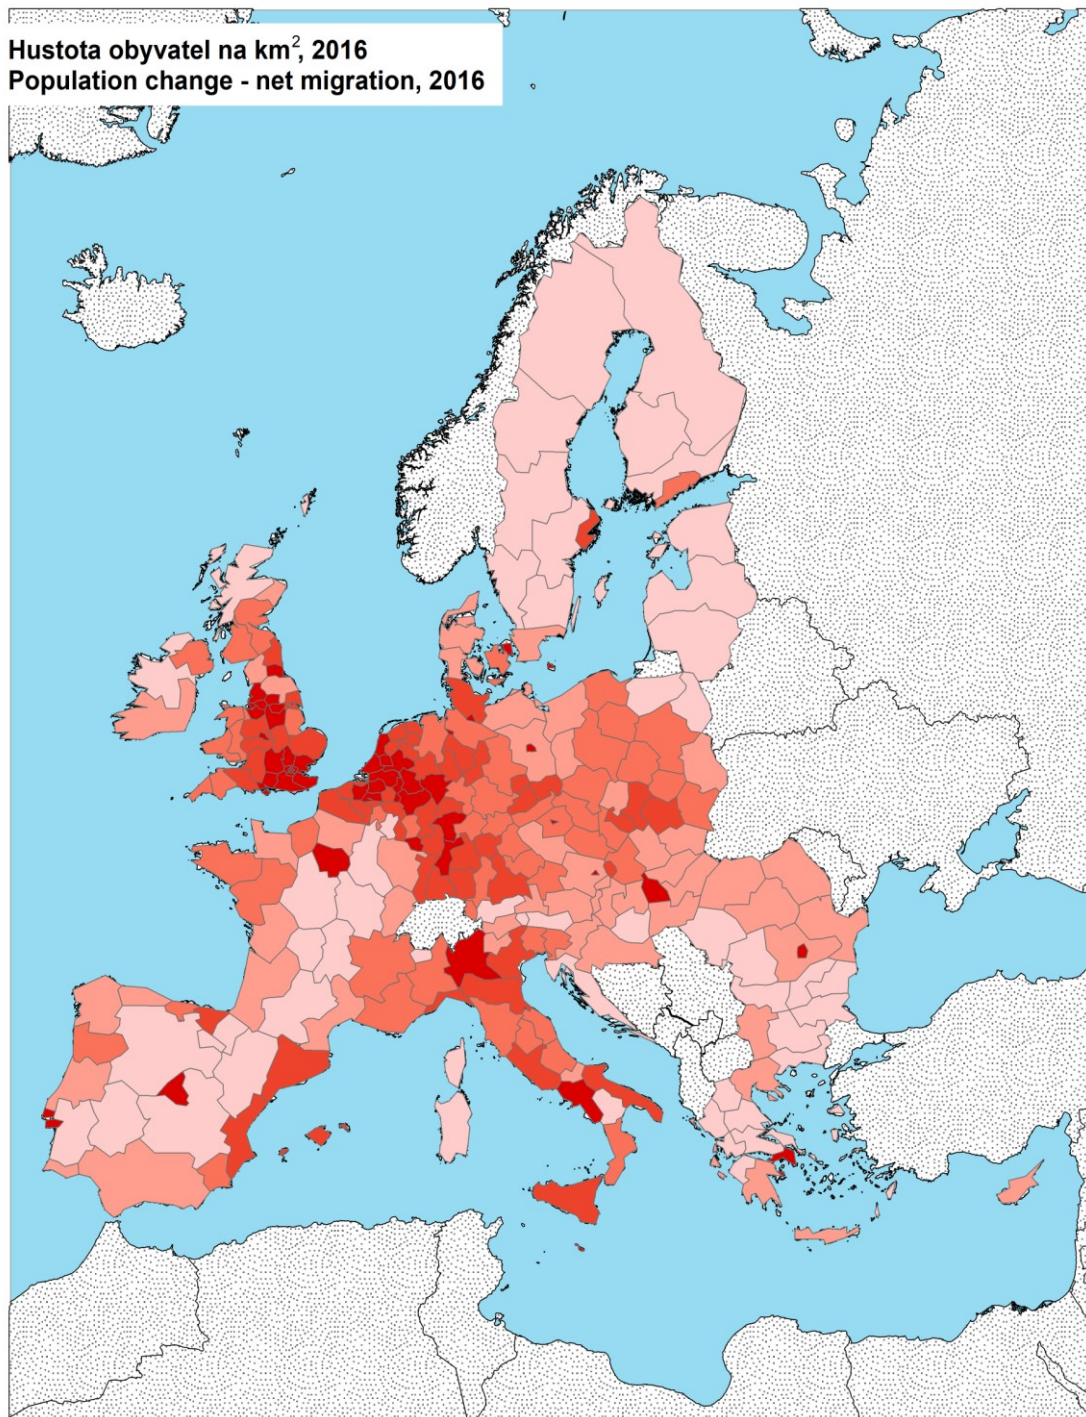 Hustota obyvatel na km², 2016
Population change - net migration, 2016